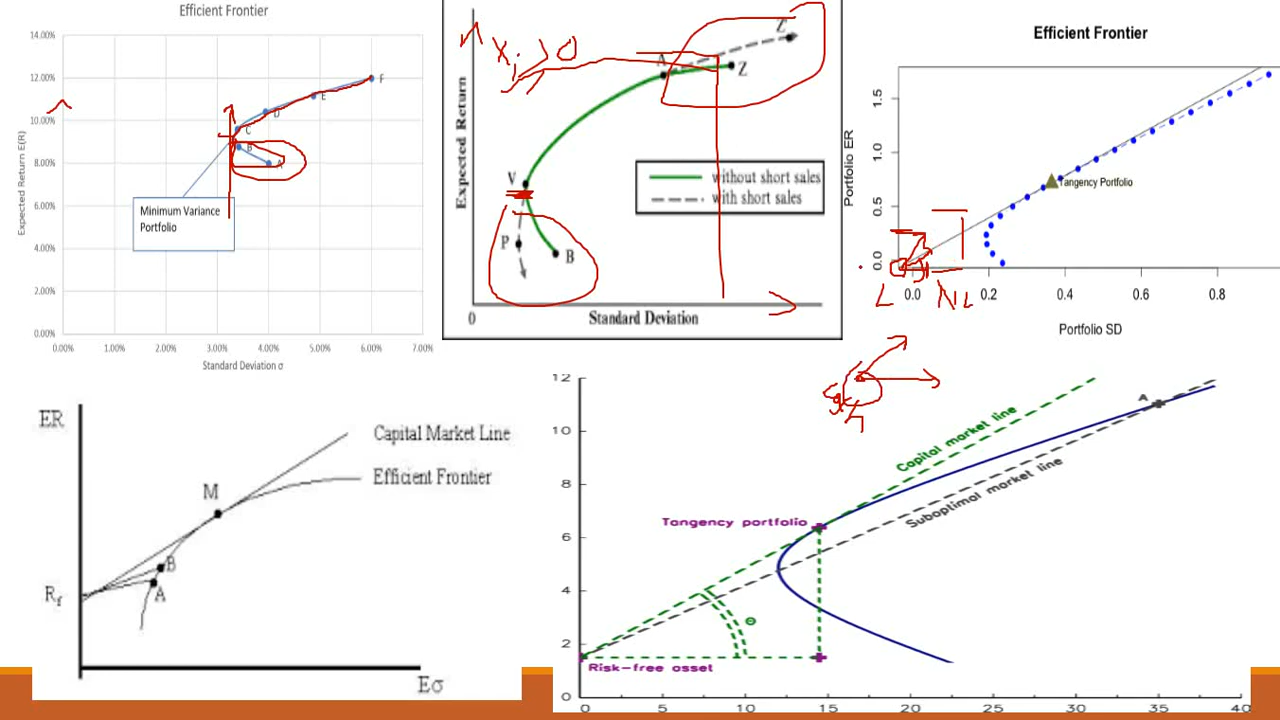 Efficient Frontier
14.00%
12.00%
10.00%
8.00%
6.00%
4.00%
2.00%
0.00%
Expected Return E(R)
F
E
D
C
B
A
Minimum Variance
Portfolio
0.00%
1.00%
2.00%
3.00%
4.00%
5.00%
6.00%
7.00%
Standard Deviation σ
Expected Return
Z'
A
Z
V
P
B
without short sales
with short sales
0
Standard Deviation
Efficient Frontier
Portfolio ER
1.5
1.0
0.5
0.0
Tangency Portfolio
L
NL
0.0
0.2
0.4
0.6
0.8
Portfolio SD
ER
Capital Market Line
Efficient Frontier
M
B
A
Rf
Eσ
12
10
8
6
4
2
0
Capital market line
A
Suboptimal market line
Tangency portfolio
Θ
Risk-free asset
5
10
15
20
25
30
35
40